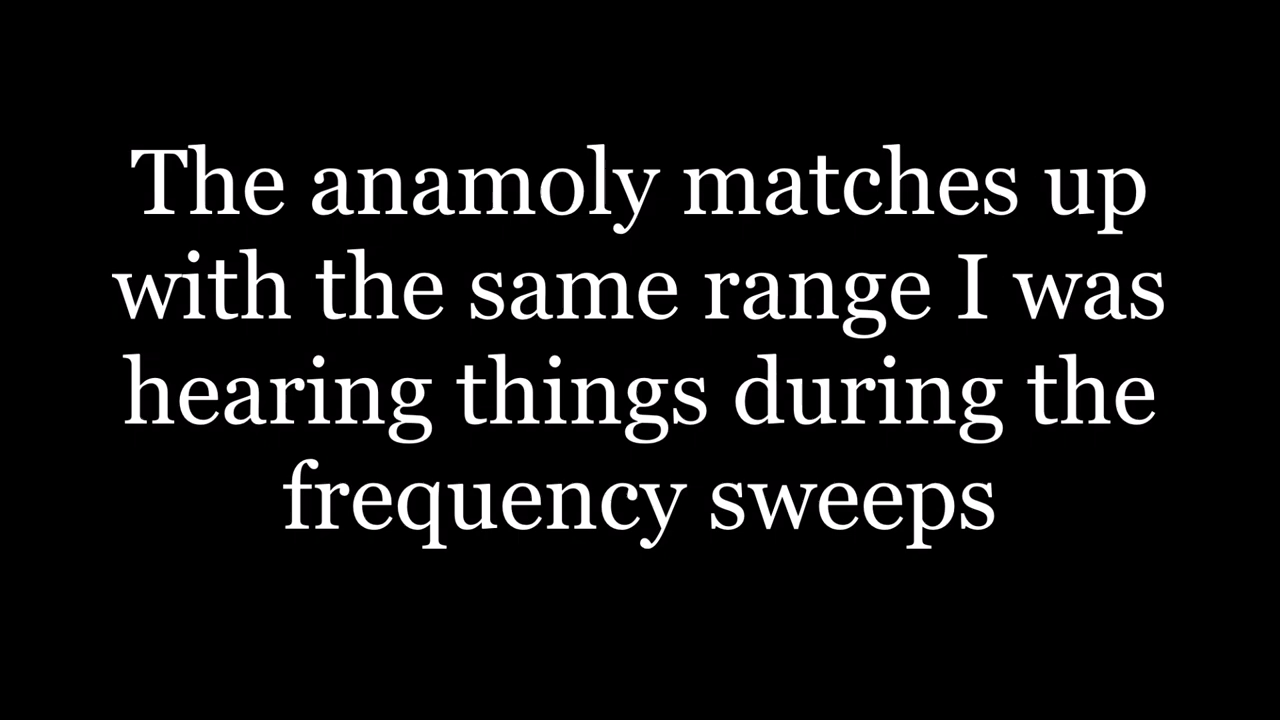 The anamoly matches up
with the same range I was
hearing things during the
frequency sweeps